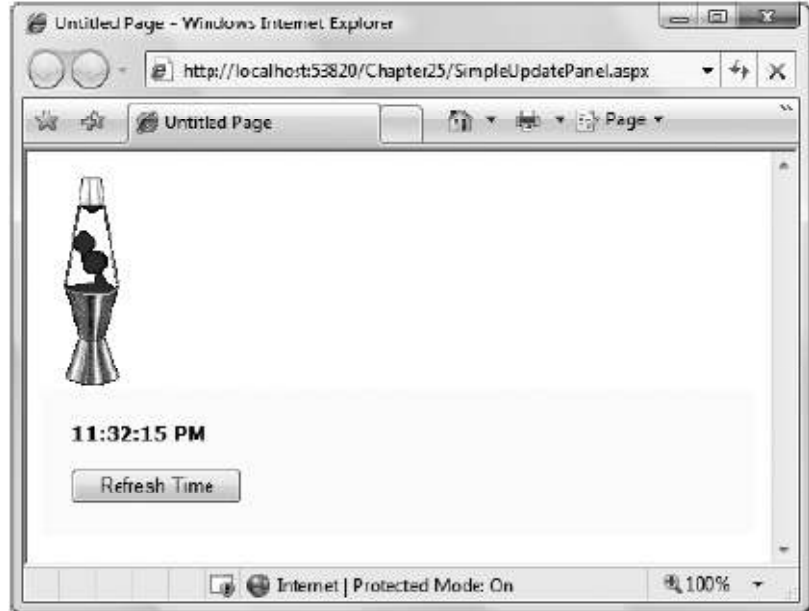 Untitled Page - Windows Internet Explorer
http://localhost:53820/Chapter25/SimpleUpdatePanel.aspx
Untitled Page
Page
11:32:15 PM
Refresh Time
Internet | Protected Mode: On
100%